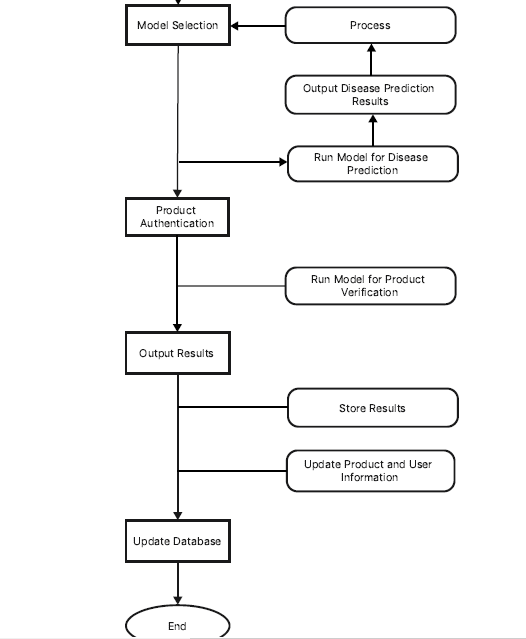 Model Selection
Process
Output Disease Prediction
Results
Run Model for Disease
Prediction
Product
Authentication
Run Model for Product
Verification
Output Results
Store Results
Update Product and User
Information
Update Database
End